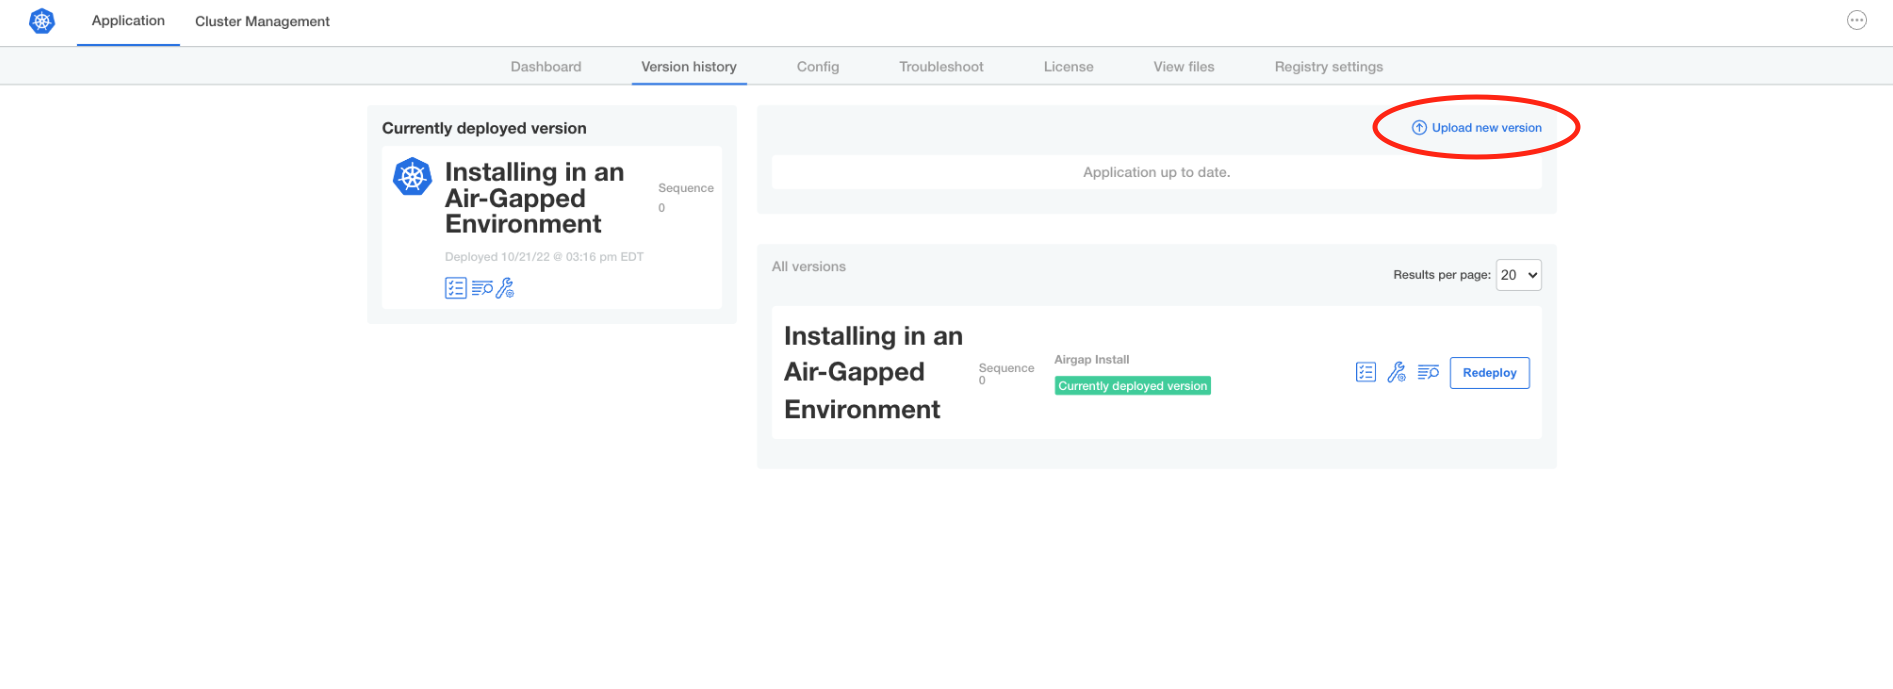 Application
Cluster Management
Dashboard
Version history
Config
Troubleshoot
License
View files
Registry settings
Currently deployed version
Installing in an
Air-Gapped
Environment
Sequence
0
Deployed 10/21/22 @ 03:16 pm EDT
Upload new version
Application up to date.
All versions
Results per page: 20
Installing in an
Air-Gapped
Environment
Sequence
0
Airgap Install
Currently deployed version
Redeploy